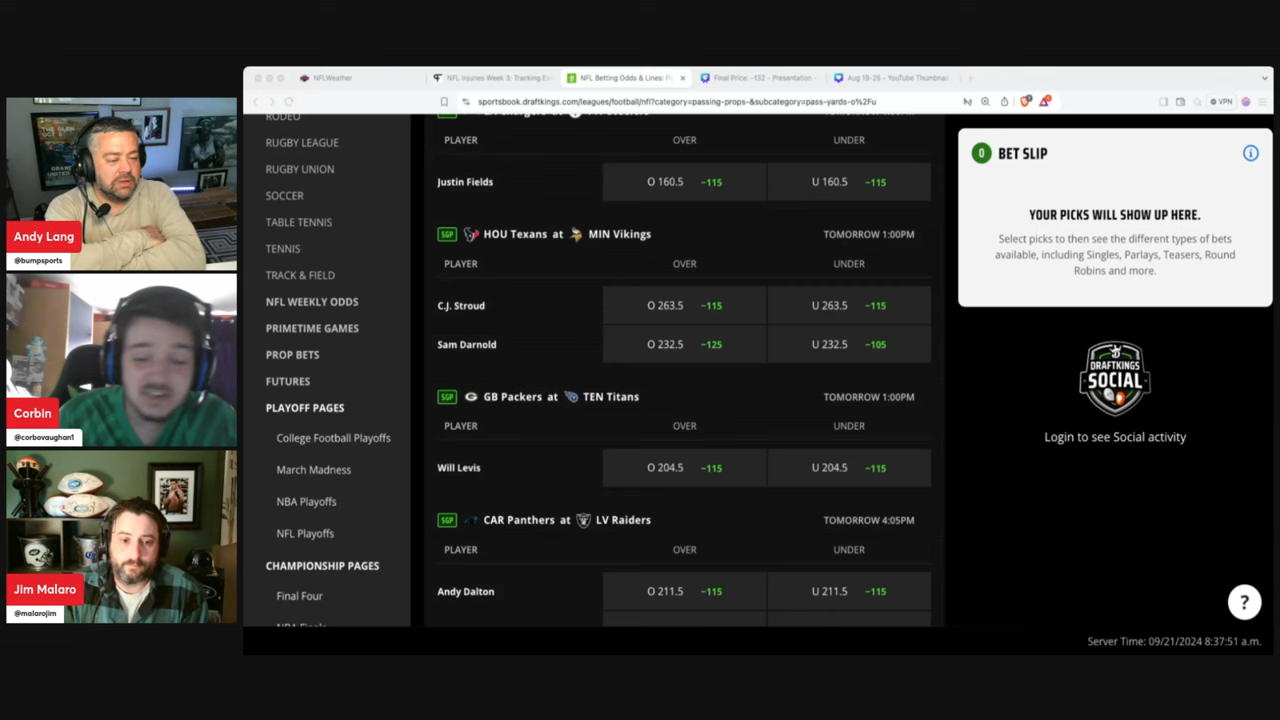 Andy Lang
@bumpsports
Corbin
@corbovaughan1
Jim Malaro
@malarojim
NFLWeather
NFL Injuries Week 3: Tracking Ex
NFL Betting Odds & Lines: P
Final Price: -132 - Presentation -
Aug 19-25 - YouTube Thumbnai
sportsbook.draftkings.com/leagues/football/nfl?category=passing-props-&subcategory=pass-yards-o%2Fu
VPN
RODEO
RUGBY LEAGUE
RUGBY UNION
SOCCER
TABLE TENNIS
TENNIS
TRACK & FIELD
NFL WEEKLY ODDS
PRIMETIME GAMES
PROP BETS
FUTURES
PLAYOFF PAGES
College Football Playoffs
March Madness
NBA Playoffs
NFL Playoffs
CHAMPIONSHIP PAGES
Final Four
NBA Finals
PLAYER OVER UNDER
Justin Fields O 160.5 −115 U 160.5 −115
SGP HOU Texans at MIN Vikings TOMORROW 1:00PM
PLAYER OVER UNDER
C.J. Stroud O 263.5 −115 U 263.5 −115
Sam Darnold O 232.5 −125 U 232.5 −105
SGP GB Packers at TEN Titans TOMORROW 1:00PM
PLAYER OVER UNDER
Will Levis O 204.5 −115 U 204.5 −115
SGP CAR Panthers at LV Raiders TOMORROW 4:05PM
PLAYER OVER UNDER
Andy Dalton O 211.5 −115 U 211.5 −115
0 BET SLIP
YOUR PICKS WILL SHOW UP HERE.
Select picks to then see the different types of bets
available, including Singles, Parlays, Teasers, Round
Robins and more.
DRAFTKINGS
SOCIAL
Login to see Social activity
?
Server Time: 09/21/2024 8:37:51 a.m.